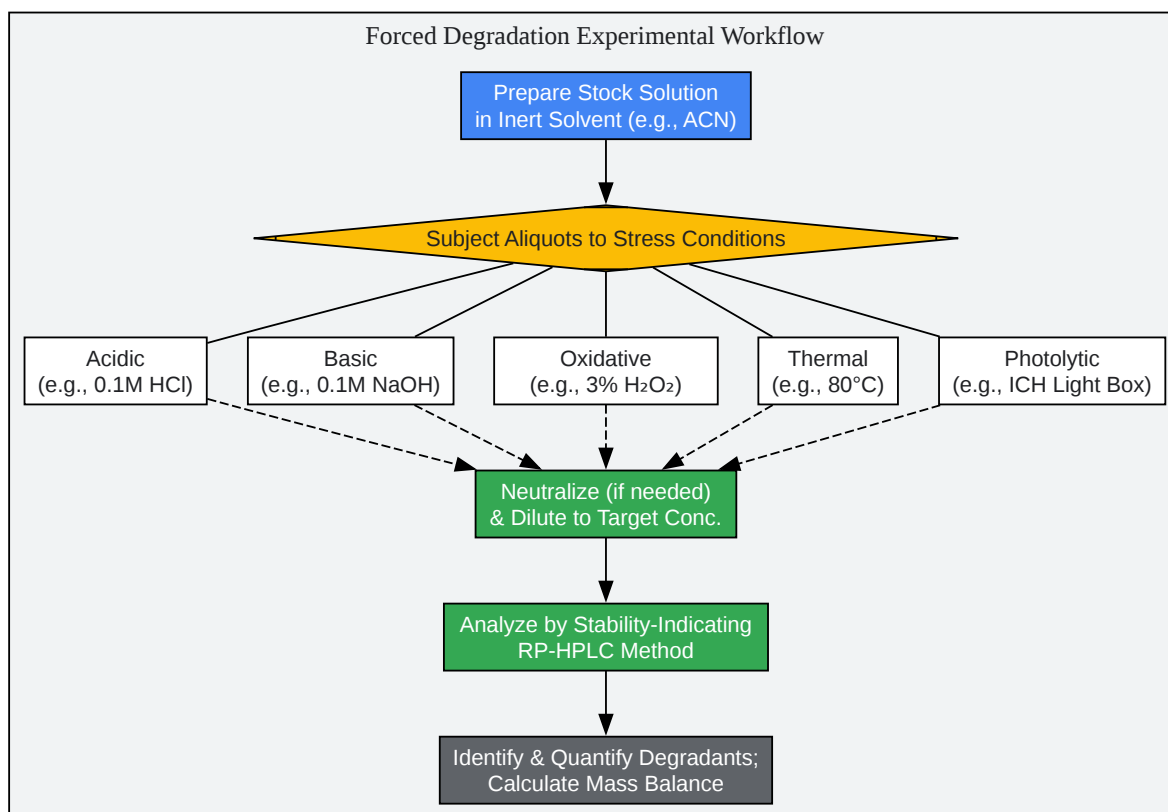 Forced Degradation Experimental Workflow
Prepare Stock Solution
in Inert Solvent (e.g., ACN)
Subject Aliquots to Stress Conditions
Acidic
(e.g., 0.1M HCl)
Basic
(e.g., 0.1M NaOH)
Oxidative
(e.g., 3% H₂O₂)
Thermal
(e.g., 80°C)
Photolytic
(e.g., ICH Light Box)
Neutralize (if needed)
& Dilute to Target Conc.
Analyze by Stability-Indicating
RP-HPLC Method
Identify & Quantify Degradants;
Calculate Mass Balance